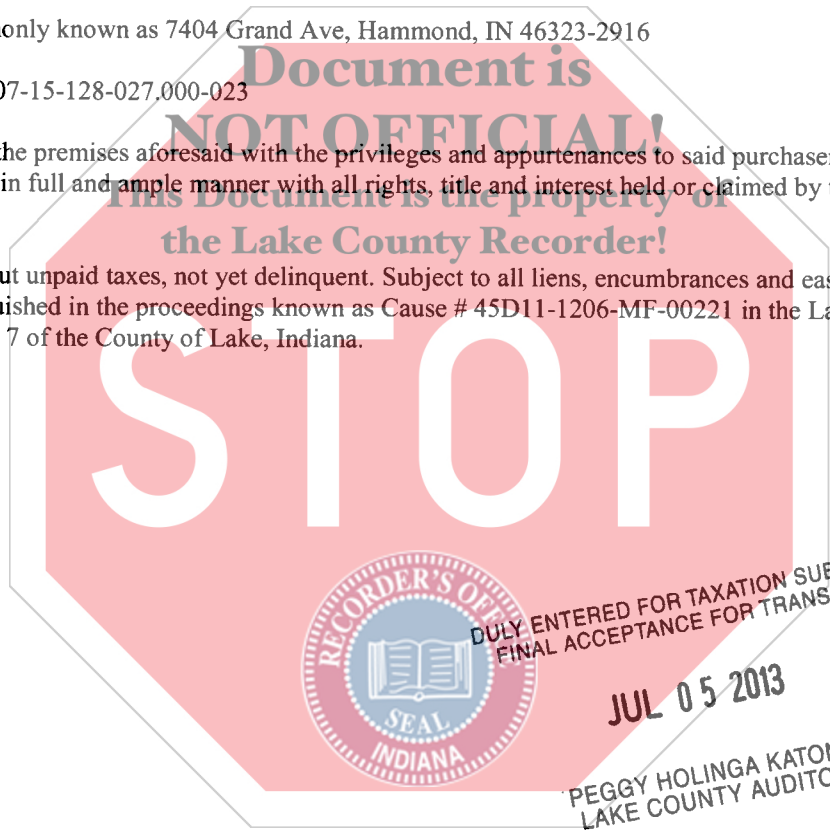 only known as 7404 Grand Ave, Hammond, IN 46323-2916
Document is
07-15-128-027.000-023
NOT OFFICIAL!
the premises aforesaid with the privileges and appurtenances to said purchaser
in full and ample manner with all rights, title and interest held or claimed by
This Document is the property of
the Lake County Recorder!
ut unpaid taxes, not yet delinquent. Subject to all liens, encumbrances and eas
uished in the proceedings known as Cause # 45D11-1206-MF-00221 in the La
7 of the County of Lake, Indiana.
STOP
RECORDER'S OFFICE
SEAL
INDIANA
DULY ENTERED FOR TAXATION SUB
FINAL ACCEPTANCE FOR TRANS
JUL 05 2013
PEGGY HOLINGA KATO
LAKE COUNTY AUDITO